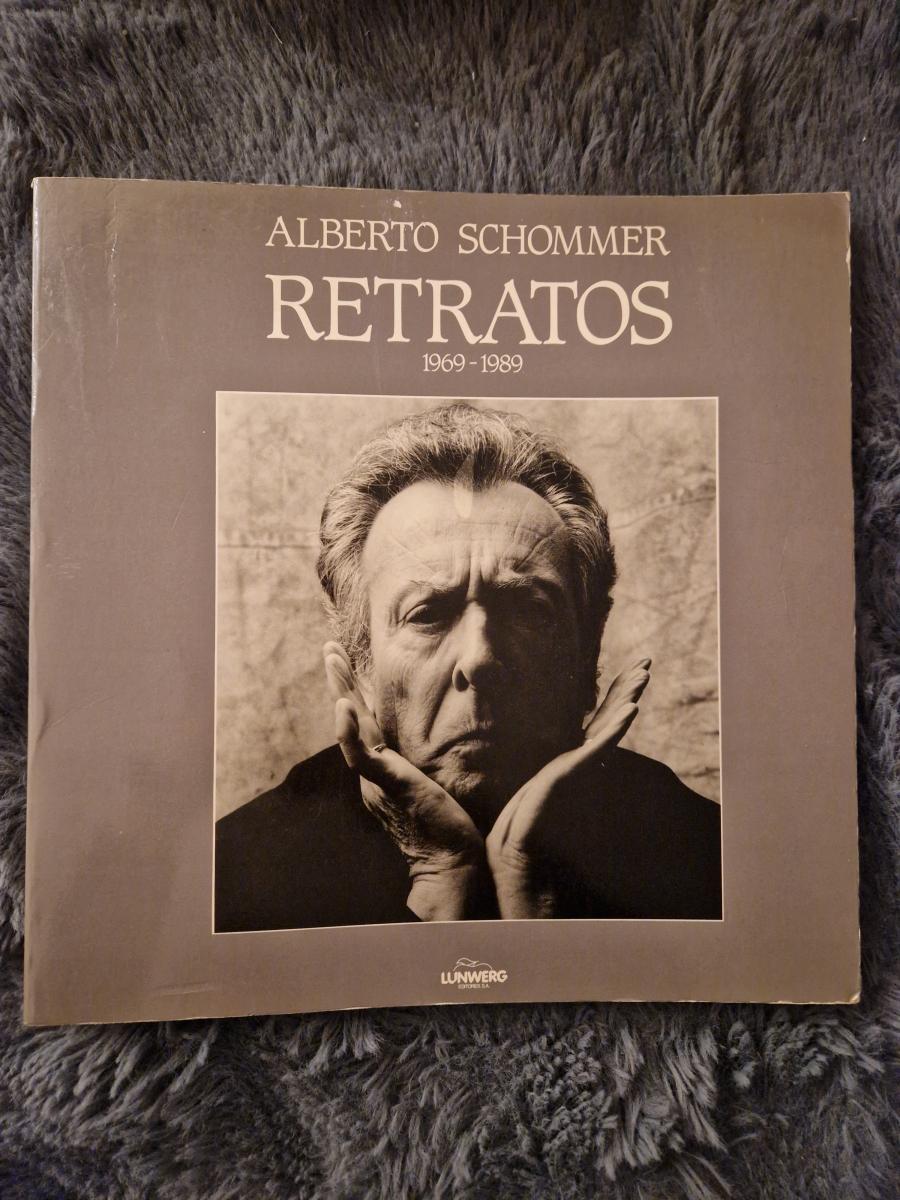 ALBERTO SCHOMMER
RETRATOS
1969-1989
LUNWERG
EDITORES S.A.